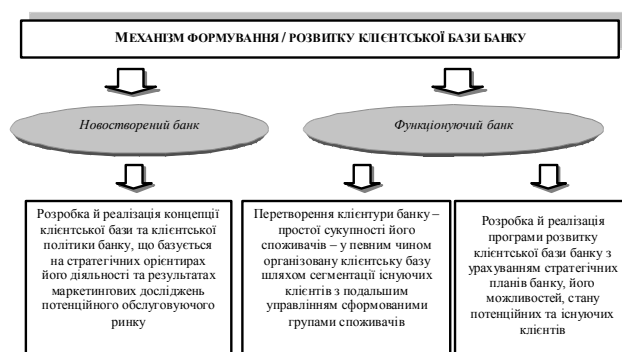 МЕХАНІЗМ ФОРМУВАННЯ / РОЗВИТКУ КЛІЄНТСЬКОЇ БАЗИ БАНКУ
Новостворений банк
Функціонуючий банк
Розробка й реалізація концепції
клієнтської бази та клієнтської
політики банку, що базується
на стратегічних орієнтирах
його діяльності та результатах
маркетингових досліджень
потенційного обслуговуючого
ринку
Перетворення клієнтури банку –
простої сукупності його
споживачів – у певним чином
організовану клієнтську базу
шляхом сегментації існуючих
клієнтів з подальшим
управлінням сформованими
групами споживачів
Розробка й реалізація
програми розвитку
клієнтської бази банку з
урахуванням стратегічних
планів банку, його
можливостей, стану
потенційних та існуючих
клієнтів